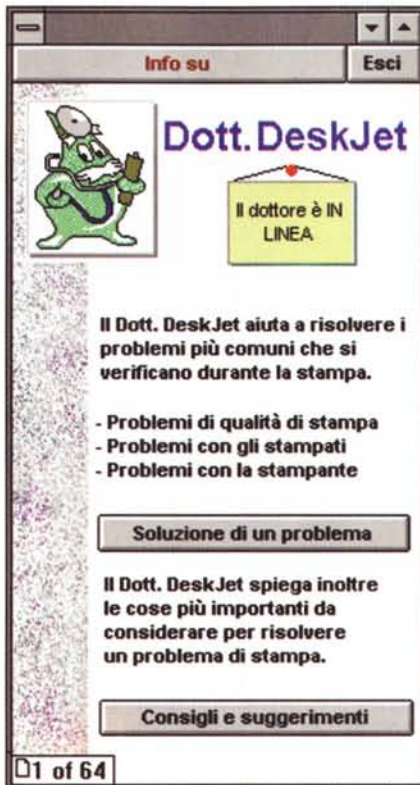 Info su
Esci
Dott.DeskJet
Il dottore è IN
LINEA
Il Dott. DeskJet aiuta a risolvere i
problemi più comuni che si
verificano durante la stampa.
- Problemi di qualità di stampa
- Problemi con gli stampati
- Problemi con la stampante
Soluzione di un problema
Il Dott. DeskJet spiega inoltre
le cose più importanti da
considerare per risolvere
un problema di stampa.
Consigli e suggerimenti
1 of 64